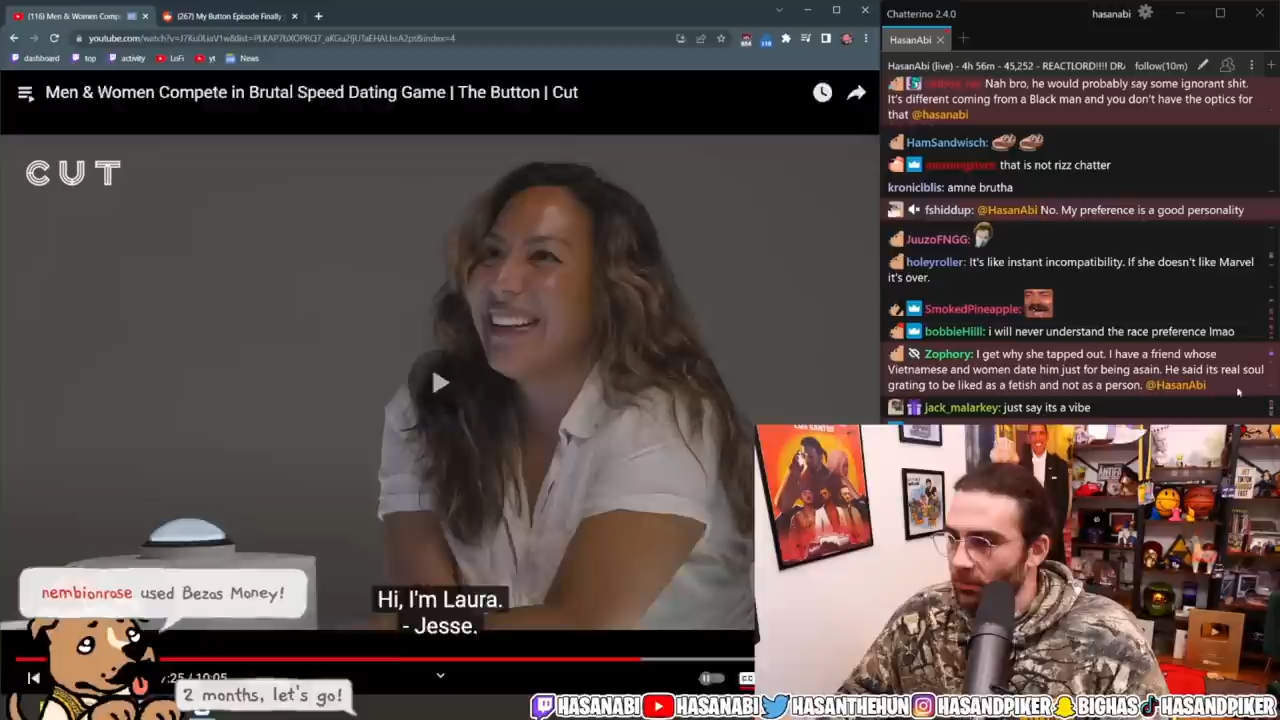 (116) Men & Women Comp
(267) My Button Episode Finally
youtube.com/watch?v=J7Ku0LiaV1w&list=PLKAP7bXOPRQ7_aKGu2fjUTaEHALbsA2pt&index=4
dashboard
top
activity
LoFi
yt
News
Men & Women Compete in Brutal Speed Dating Game | The Button | Cut
CUT
Hi, I'm Laura.
- Jesse.
nembionrose used Bezos Money!
2 months, let's go!
:25 / 10:05
CC
Chatterino 2.4.0
hasanabi
HasanAbi
HasanAbi (live) - 4h 56m - 45,252 - REACTLORD!!!! DR
follow(10m)
Nah bro, he would probably say some ignorant shit.
It's different coming from a Black man and you don't have the optics for
that @hasanabi
HamSandwisch:
that is not rizz chatter
kroniciblis: amne brutha
fshiddup: @HasanAbi No. My preference is a good personality
JuuzoFNGG:
holeyroller: It's like instant incompatibility. If she doesn't like Marvel
it's over.
SmokedPineapple:
bobbieHilll: i will never understand the race preference lmao
Zophory: I get why she tapped out. I have a friend whose
Vietnamese and women date him just for being asain. He said its real soul
grating to be liked as a fetish and not as a person. @HasanAbi
jack_malarkey: just say its a vibe
HASANABI HASANABI HASANTHEHUN HASANDPIKER BIGHAS HASANDPIKER